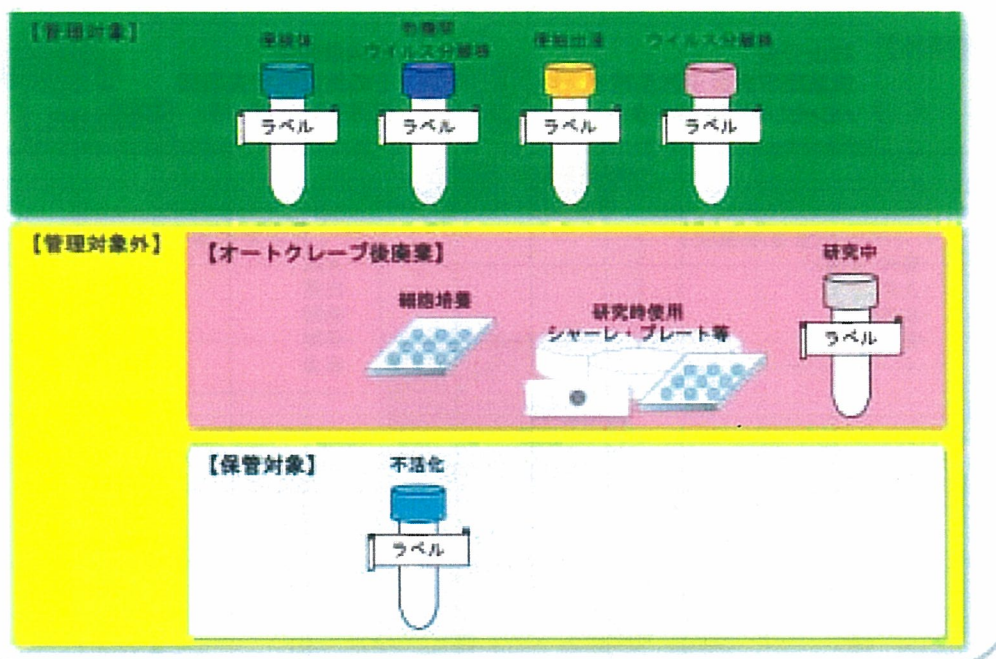 【管理対象】
便検体
ウイルス分離株
便抽出液
ウイルス分離株
ラベル
ラベル
ラベル
ラベル
【管理対象外】
【オートクレーブ後廃棄】
研究中
細胞培養
研究時使用
シャーレ・プレート等
ラベル
【保管対象】
不活化
ラベル